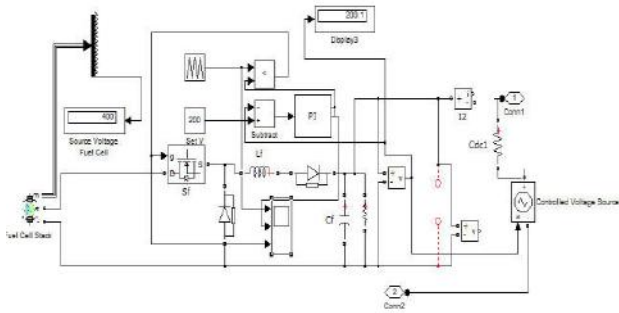 200.1
Display3
<
1
Conn1
12
400
Source Voltage
Fuel Cell
200
Set V
Subtract
PI
Cdc1
Lf
g
D
S
Sf
Controlled Voltage Source
Cf
Fuel Cell Stack
2
Conn2